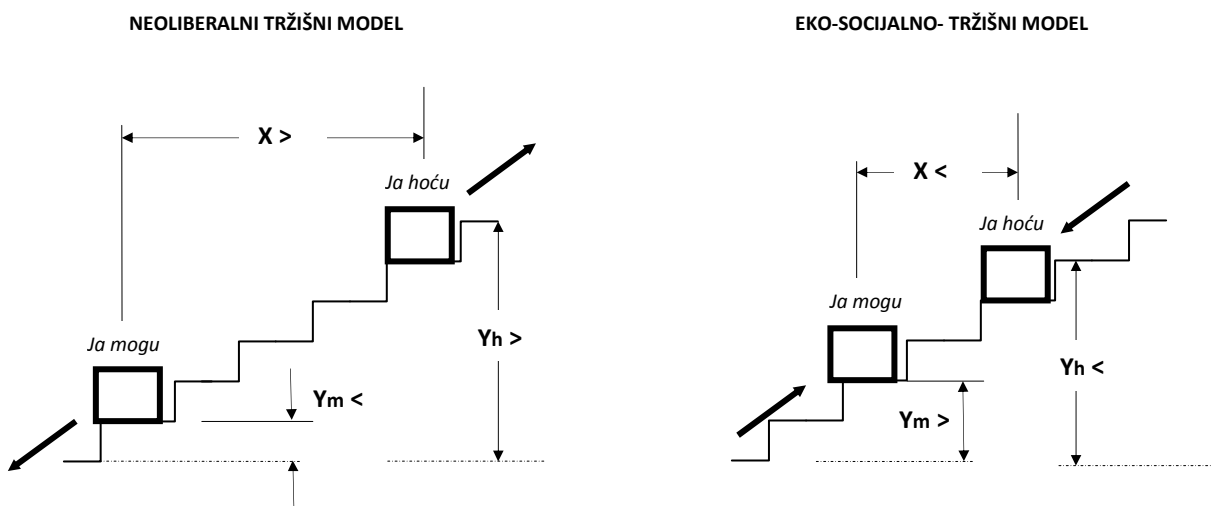 NEOLIBERALNI TRŽIŠNI MODEL
X >
Ja hoću
Ja mogu
Yh >
Ym <
EKO-SOCIJALNO- TRŽIŠNI MODEL
X <
Ja hoću
Ja mogu
Yh <
Ym >